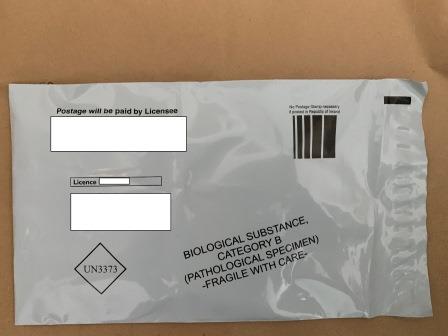 Postage will be paid by Licensee
No Postage Stamp necessary
if posted in Republic of Ireland
Licence
BIOLOGICAL SUBSTANCE,
CATEGORY B
(PATHOLOGICAL SPECIMEN)
-FRAGILE WITH CARE-
UN3373